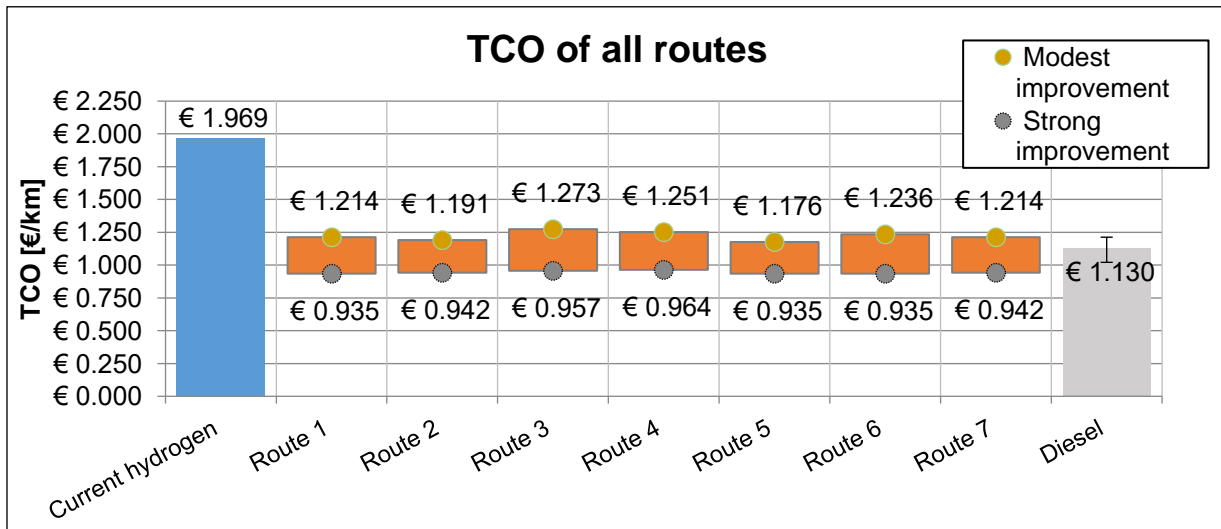 TCO of all routes
Modest
improvement
Strong
improvement
TCO [€/km]
€ 2.250
€ 2.000
€ 1.750
€ 1.500
€ 1.250
€ 1.000
€ 0.750
€ 0.500
€ 0.250
€ 0.000
€ 1.969
€ 1.214
€ 1.191
€ 1.273
€ 1.251
€ 1.176
€ 1.236
€ 1.214
€ 1.130
€ 0.935
€ 0.942
€ 0.957
€ 0.964
€ 0.935
€ 0.935
€ 0.942
Current hydrogen
Route 1
Route 2
Route 3
Route 4
Route 5
Route 6
Route 7
Diesel